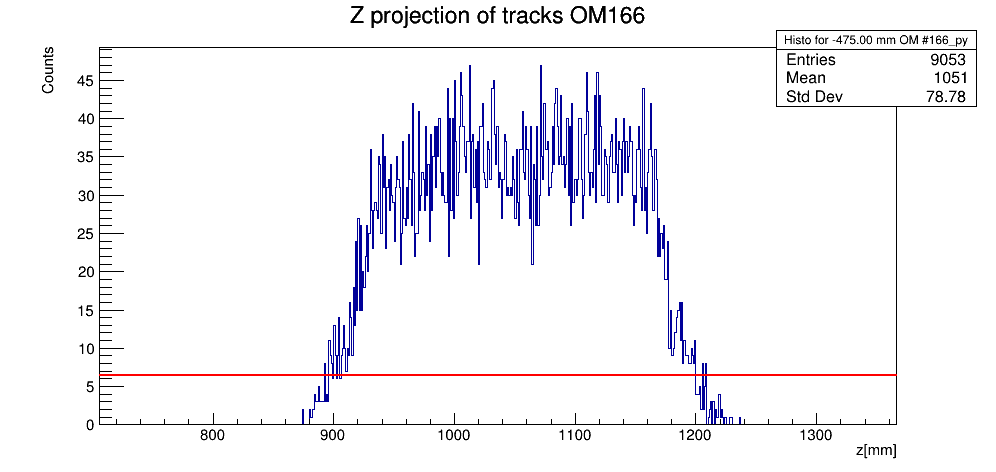 Z projection of tracks OM166
Histo for -475.00 mm OM #166_py
Entries 9053
Mean 1051
Std Dev 78.78
Counts
45
40
35
30
25
20
15
10
5
0
800 900 1000 1100 1200 1300
z[mm]